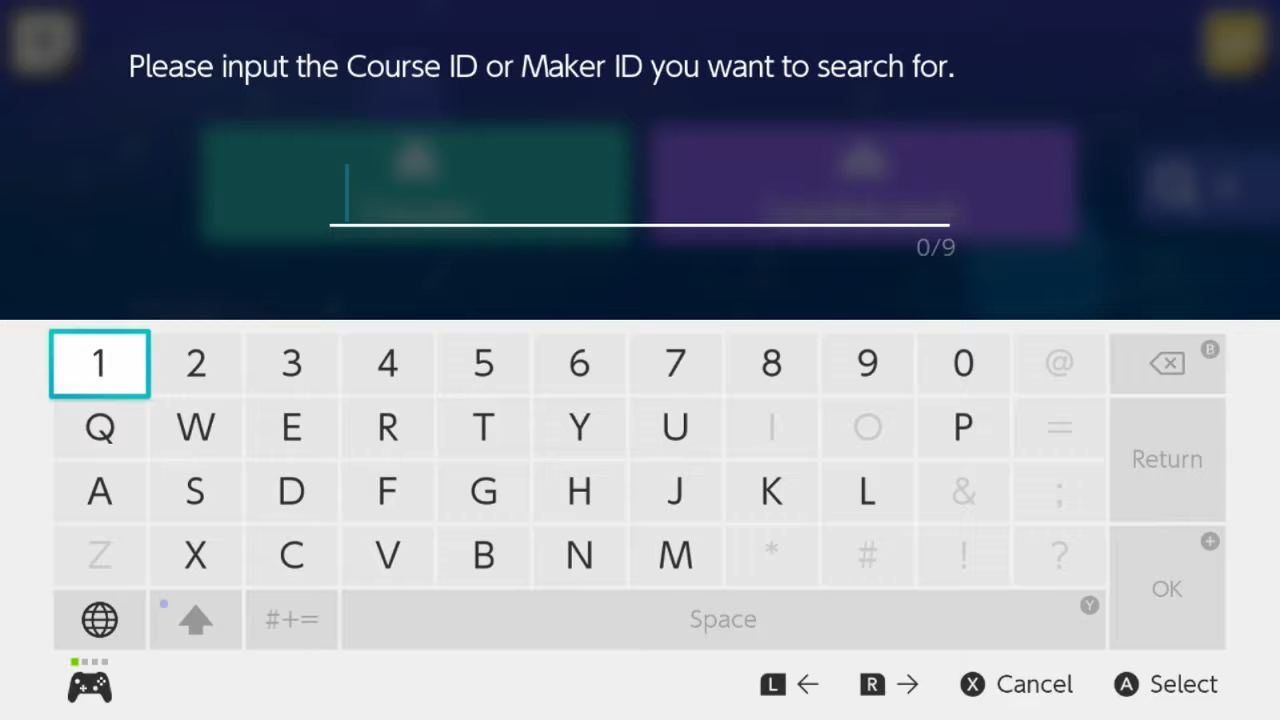 Please input the Course ID or Maker ID you want to search for.
0/9
1 2 3 4 5 6 7 8 9 0 @ B
Q W E R T Y U I O P =
Return
A S D F G H J K L & ;
Z X C V B N M * # ! ? +
OK
#+= Space Y
L ← R → X Cancel A Select